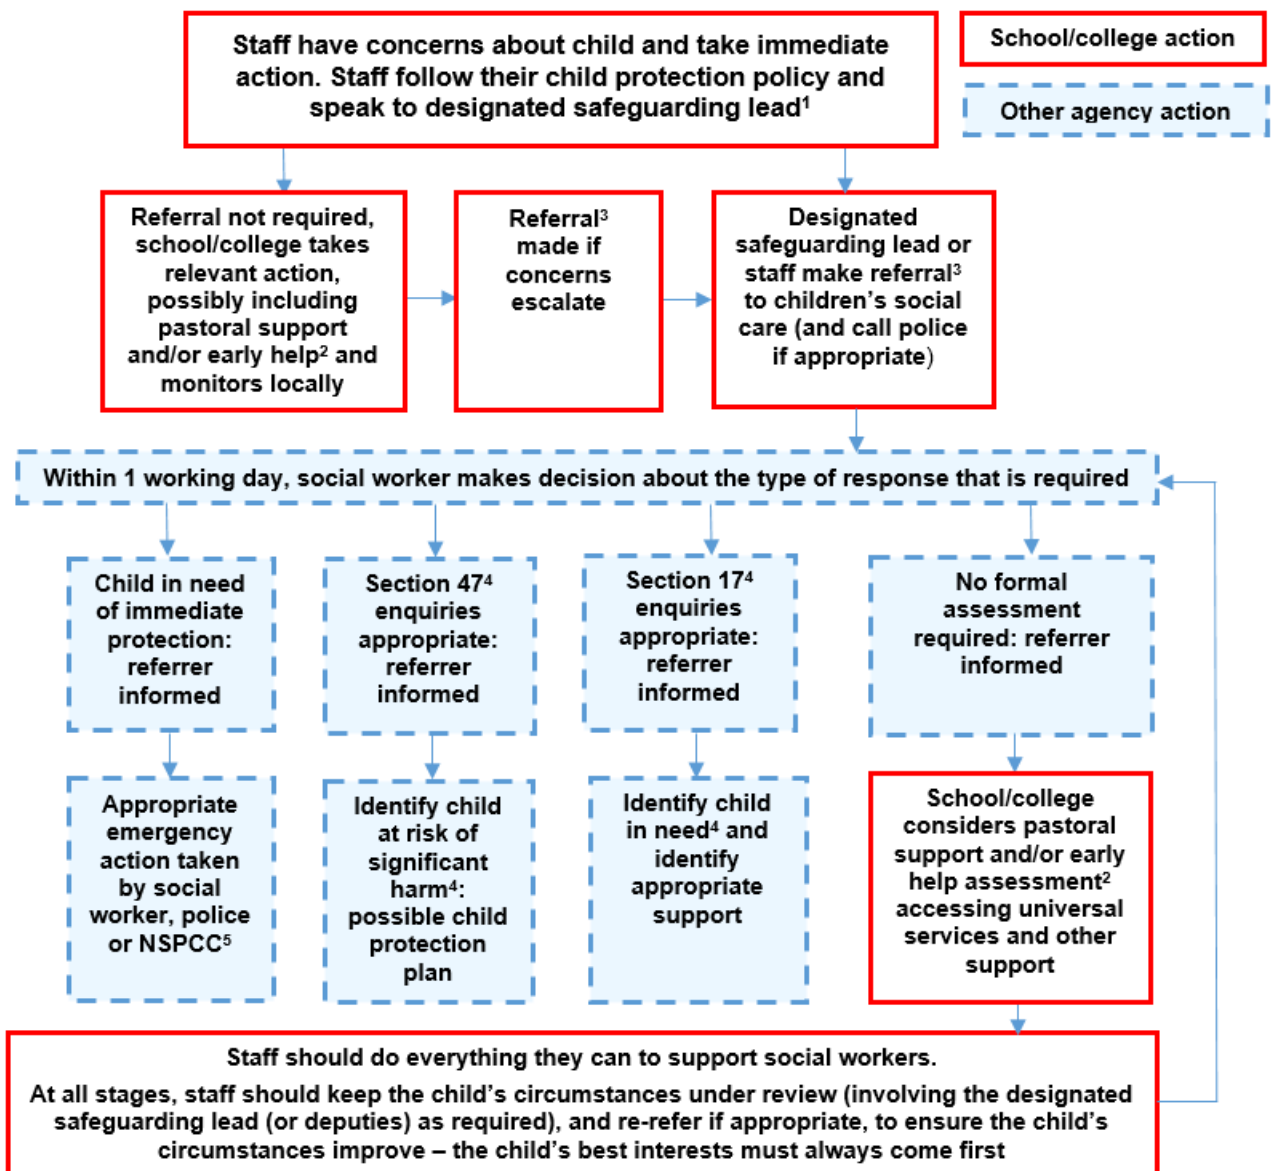 Staff have concerns about child and take immediate
action. Staff follow their child protection policy and
speak to designated safeguarding lead¹
School/college action
Other agency action
Referral not required,
school/college takes
relevant action,
possibly including
pastoral support
and/or early help² and
monitors locally
Referral³
made if
concerns
escalate
Designated
safeguarding lead or
staff make referral³
to children’s social
care (and call police
if appropriate)
Within 1 working day, social worker makes decision about the type of response that is required
Child in need
of immediate
protection:
referrer
informed
Section 47⁴
enquiries
appropriate:
referrer
informed
Section 17⁴
enquiries
appropriate:
referrer
informed
No formal
assessment
required: referrer
informed
Appropriate
emergency
action taken
by social
worker, police
or NSPCC⁵
Identify child
at risk of
significant
harm⁴:
possible child
protection
plan
Identify child
in need⁴ and
identify
appropriate
support
School/college
considers pastoral
support and/or early
help assessment²
accessing universal
services and other
support
Staff should do everything they can to support social workers.
At all stages, staff should keep the child’s circumstances under review (involving the designated
safeguarding lead (or deputies) as required), and re-refer if appropriate, to ensure the child’s
circumstances improve – the child’s best interests must always come first